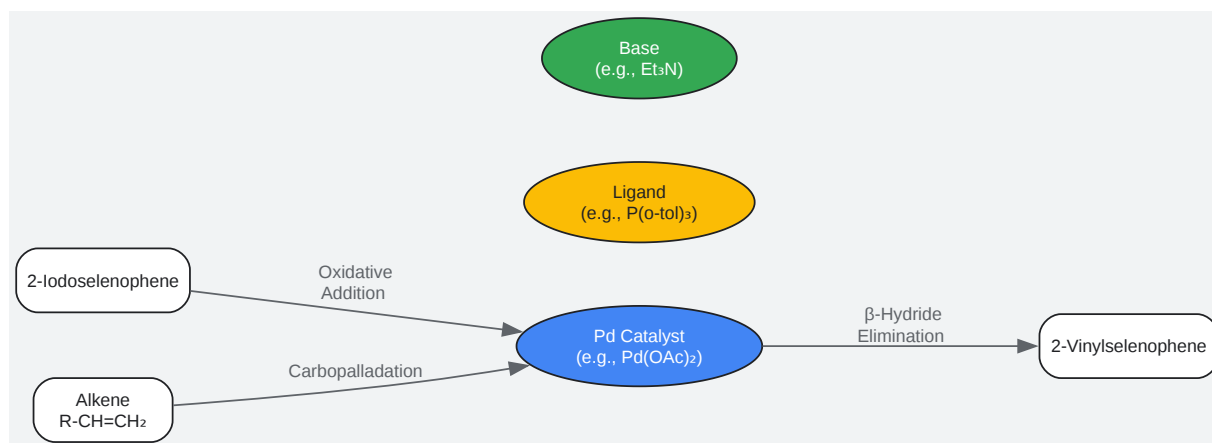 Base
(e.g., Et₃N)
Ligand
(e.g., P(o-tol)₃)
2-Iodoselenophene
Oxidative
Addition
Pd Catalyst
(e.g., Pd(OAc)₂)
β-Hydride
Elimination
2-Vinylselenophene
Carbopalladation
Alkene
R-CH=CH₂